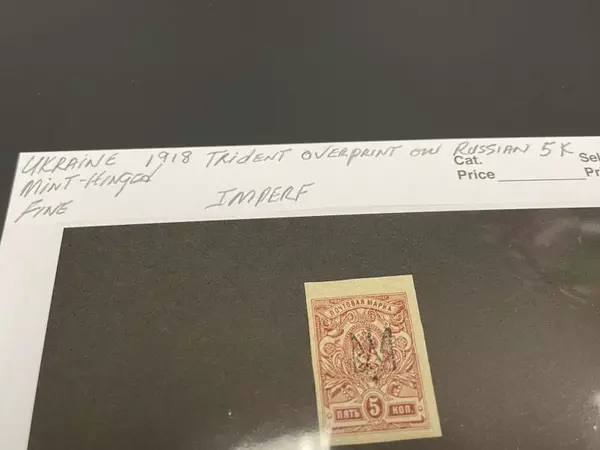 UKRAINE 1918 TRIDENT OVERPRINT ON RUSSIAN 5K
MINT-HINGED
FINE
IMPERF
Cat.
Price
Sel
Pr
ПОЧТОВАЯ МАРКА
ПЯТЬ 5 КОП.